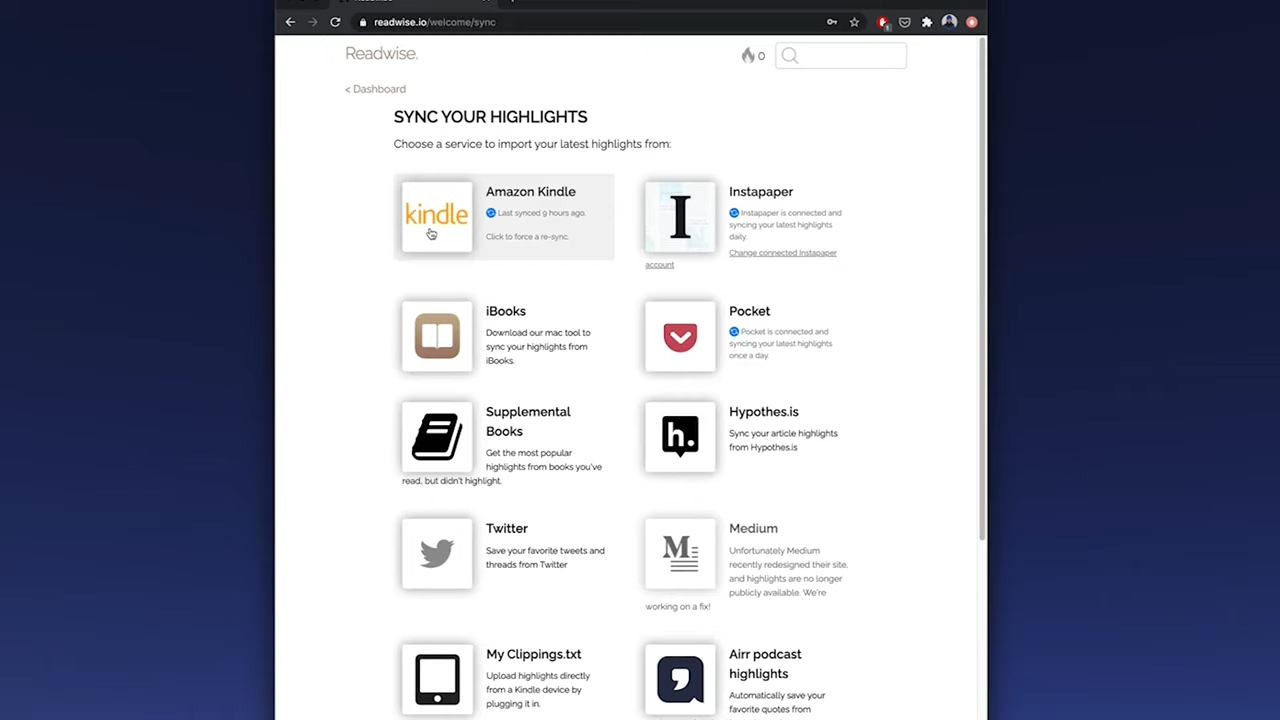 readwise.io/welcome/sync
Readwise.
0
< Dashboard
SYNC YOUR HIGHLIGHTS
Choose a service to import your latest highlights from:
kindle
Amazon Kindle
Last synced 9 hours ago.
Click to force a re-sync.
I
Instapaper
Instapaper is connected and
syncing your latest highlights
daily.
Change connected Instapaper
account
iBooks
Download our mac tool to
sync your highlights from
iBooks.
Pocket
Pocket is connected and
syncing your latest highlights
once a day.
Supplemental
Books
Get the most popular
highlights from books you've
read, but didn't highlight.
h.
Hypothes.is
Sync your article highlights
from Hypothes.is
Twitter
Save your favorite tweets and
threads from Twitter
M
Medium
Unfortunately Medium
recently redesigned their site,
and highlights are no longer
publicly available. We're
working on a fix!
My Clippings.txt
Upload highlights directly
from a Kindle device by
plugging it in.
Airr podcast
highlights
Automatically save your
favorite quotes from